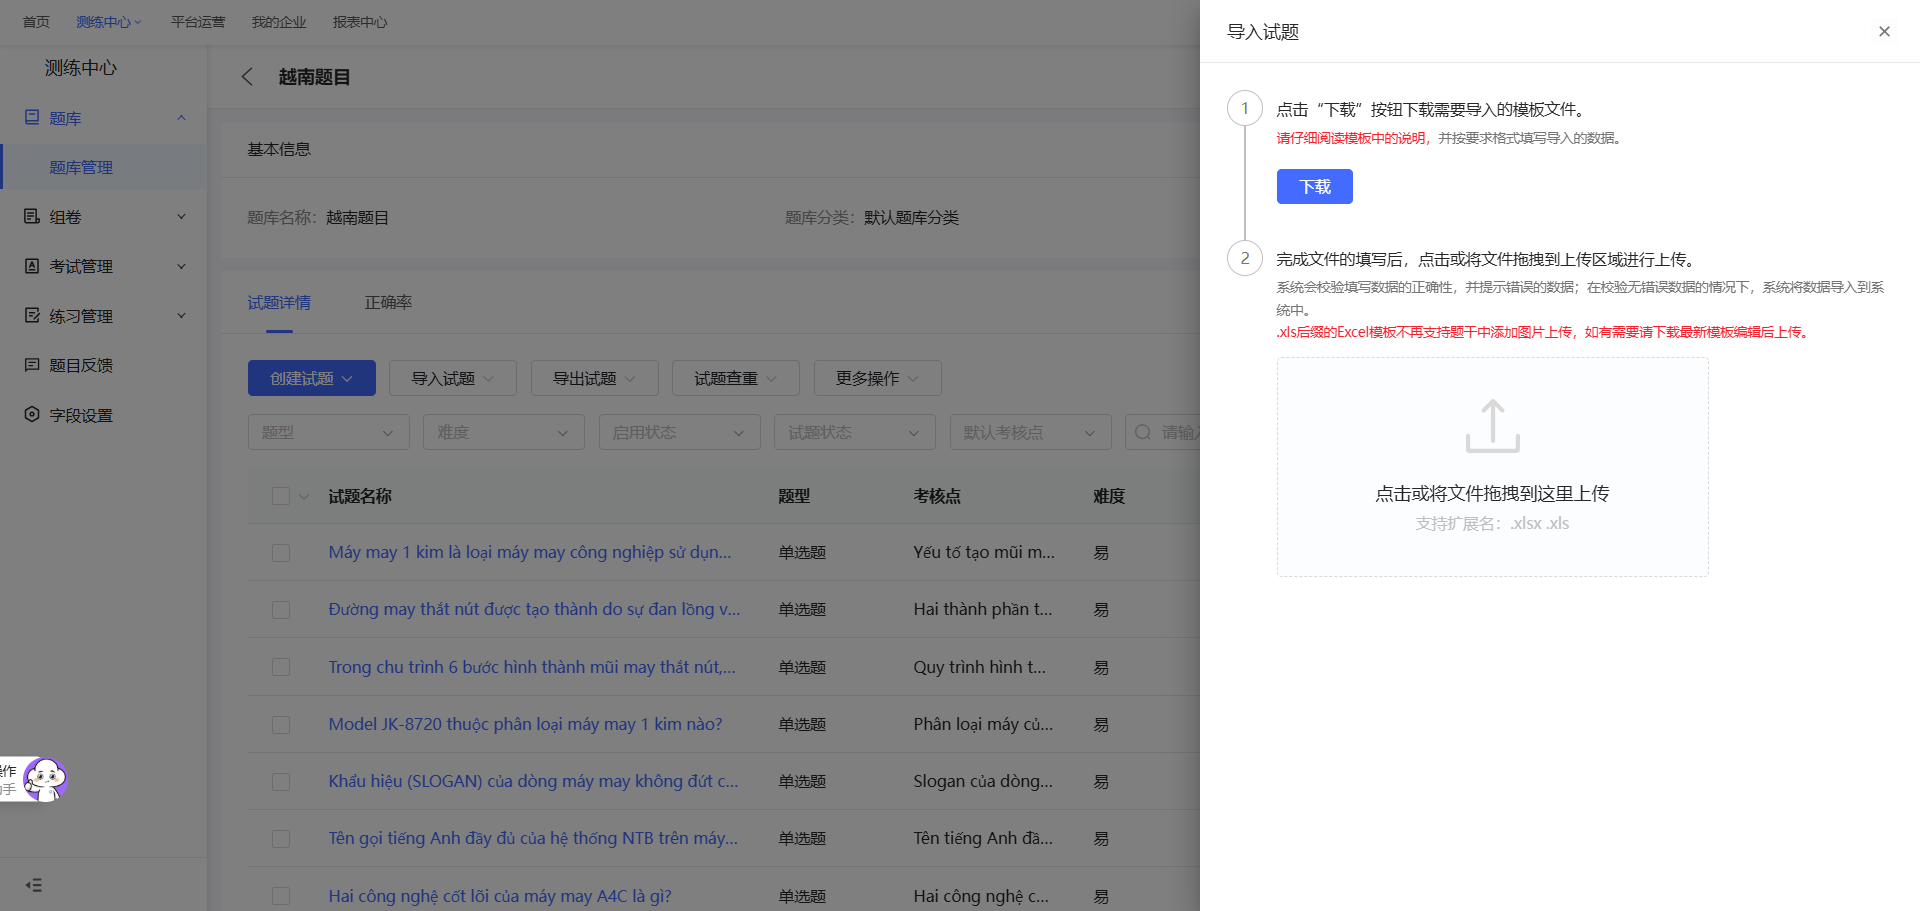 首页 测练中心 平台运营 我的企业 报表中心
测练中心
题库
题库管理
组卷
考试管理
练习管理
题目反馈
字段设置
操作
助手
越南题目
基本信息
题库名称： 越南题目 题库分类： 默认题库分类
试题详情 正确率
创建试题 导入试题 导出试题 试题查重 更多操作
题型 难度 启用状态 试题状态 默认考核点 请输入
试题名称 题型 考核点 难度
Máy may 1 kim là loại máy may công nghiệp sử dụn... 单选题 Yếu tố tạo mũi m... 易
Đường may thắt nút được tạo thành do sự đan lồng v... 单选题 Hai thành phần t... 易
Trong chu trình 6 bước hình thành mũi may thắt nút,... 单选题 Quy trình hình t... 易
Model JK-8720 thuộc phân loại máy may 1 kim nào? 单选题 Phân loại máy củ... 易
Khẩu hiệu (SLOGAN) của dòng máy may không đứt c... 单选题 Slogan của dòng... 易
Tên gọi tiếng Anh đầy đủ của hệ thống NTB trên máy... 单选题 Tên tiếng Anh đầ... 易
Hai công nghệ cốt lõi của máy may A4C là gì? 单选题 Hai công nghệ c... 易
导入试题
1 点击“下载”按钮下载需要导入的模板文件。
请仔细阅读模板中的说明，并按要求格式填写导入的数据。
下载
2 完成文件的填写后，点击或将文件拖拽到上传区域进行上传。
系统会校验填写数据的正确性，并提示错误的数据；在校验无错误数据的情况下，系统将数据导入到系
统中。
.xls后缀的Excel模板不再支持题干中添加图片上传，如有需要请下载最新模板编辑后上传。
点击或将文件拖拽到这里上传
支持扩展名：.xlsx .xls